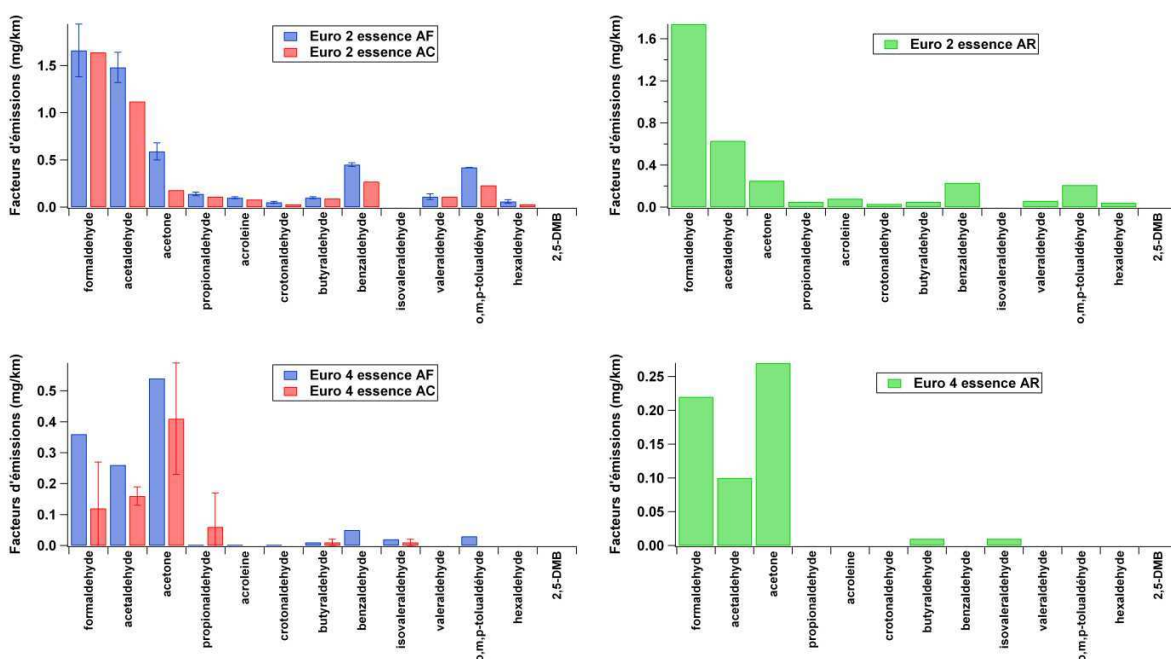 Facteurs d'émissions (mg/km)
1.5
1.0
0.5
0.0
Euro 2 essence AF
Euro 2 essence AC
formaldehyde
acetaldehyde
acetone
propionaldehyde
acroleine
crotonaldehyde
butyraldehyde
benzaldehyde
isovaleraldehyde
valeraldehyde
o,m,p-tolualdéhyde
hexaldehyde
2,5-DMB
Facteurs d'émissions (mg/km)
1.6
1.2
0.8
0.4
0.0
Euro 2 essence AR
formaldehyde
acetaldehyde
acetone
propionaldehyde
acroleine
crotonaldehyde
butyraldehyde
benzaldehyde
isovaleraldehyde
valeraldehyde
o,m,p-tolualdéhyde
hexaldehyde
2,5-DMB
Facteurs d'émissions (mg/km)
0.5
0.4
0.3
0.2
0.1
0.0
Euro 4 essence AF
Euro 4 essence AC
formaldehyde
acetaldehyde
acetone
propionaldehyde
acroleine
crotonaldehyde
butyraldehyde
benzaldehyde
isovaleraldehyde
valeraldehyde
o,m,p-tolualdéhyde
hexaldehyde
2,5-DMB
Facteurs d'émissions (mg/km)
0.25
0.20
0.15
0.10
0.05
0.00
Euro 4 essence AR
formaldehyde
acetaldehyde
acetone
propionaldehyde
acroleine
crotonaldehyde
butyraldehyde
benzaldehyde
isovaleraldehyde
valeraldehyde
o,m,p-tolualdéhyde
hexaldehyde
2,5-DMB